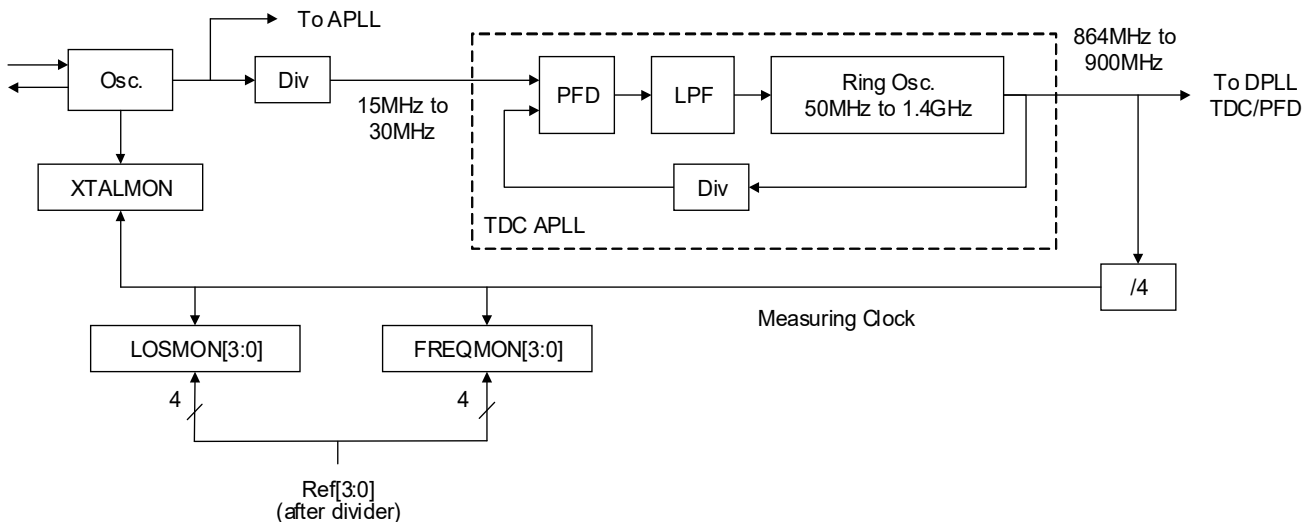 To APLL
864MHz to
900MHz
Osc.
Div
15MHz to
30MHz
PFD
LPF
Ring Osc.
50MHz to 1.4GHz
To DPLL
TDC/PFD
XTALMON
Div
TDC APLL
/4
Measuring Clock
LOSMON[3:0]
FREQMON[3:0]
4
4
Ref[3:0]
(after divider)